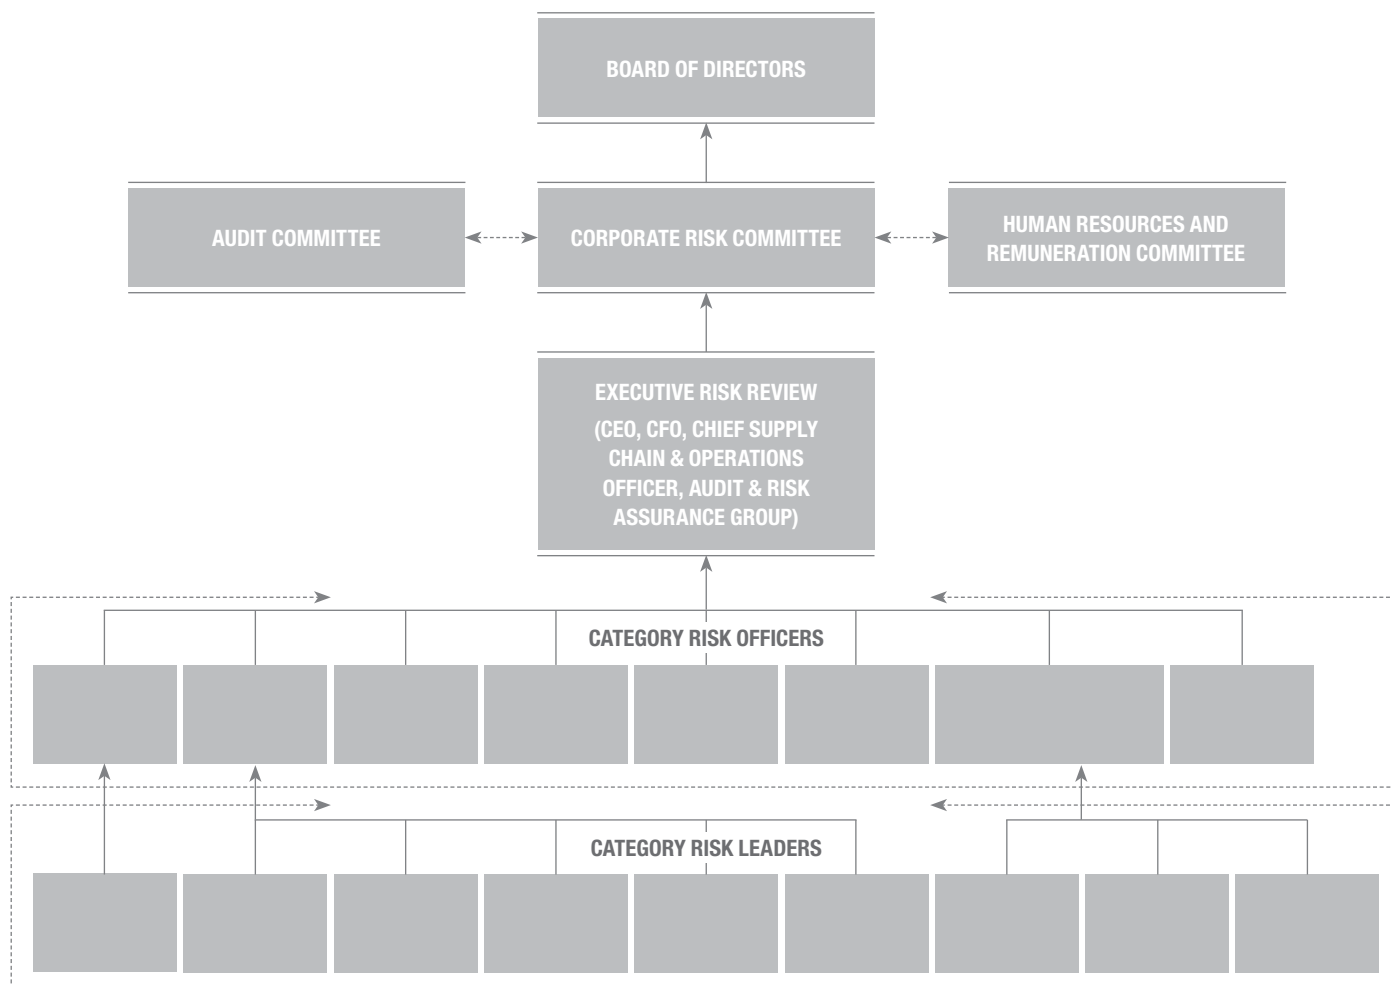 BOARD OF DIRECTORS
AUDIT COMMITTEE
CORPORATE RISK COMMITTEE
HUMAN RESOURCES AND
REMUNERATION COMMITTEE
EXECUTIVE RISK REVIEW
(CEO, CFO, CHIEF SUPPLY
CHAIN & OPERATIONS
OFFICER, AUDIT & RISK
ASSURANCE GROUP)
CATEGORY RISK OFFICERS
CATEGORY RISK LEADERS